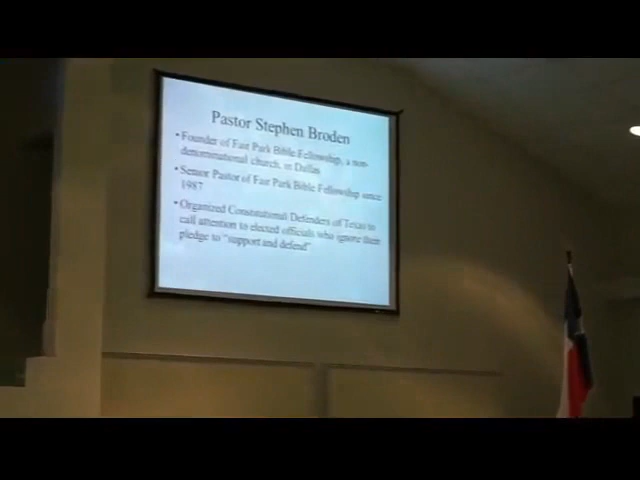 Pastor Stephen Broden
• Founder of Fair Park Bible Fellowship, a non-
denominational church, in Dallas
• Senior Pastor of Fair Park Bible Fellowship since
1987
• Organized Constitutional Defenders of Texas to
call attention to elected officials who ignore their
pledge to "support and defend"